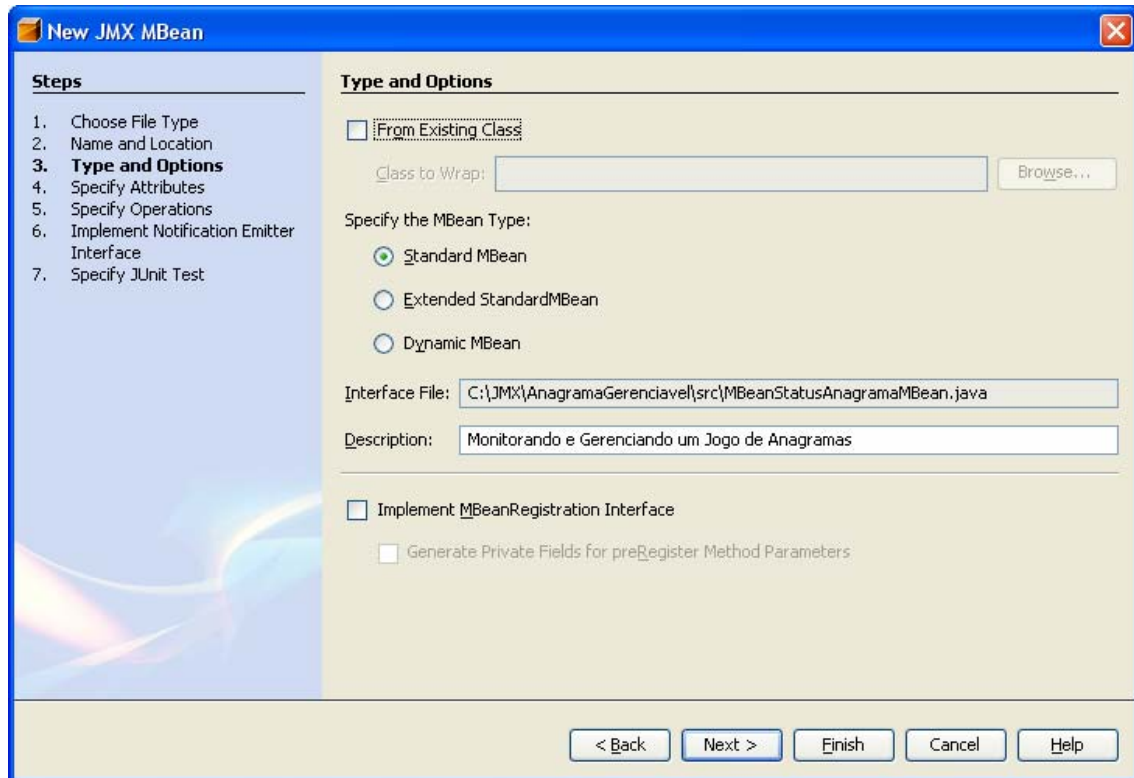 New JMX MBean
Steps
1. Choose File Type
2. Name and Location
3. Type and Options
4. Specify Attributes
5. Specify Operations
6. Implement Notification Emitter
Interface
7. Specify JUnit Test
Type and Options
From Existing Class
Class to Wrap:
Browse...
Specify the MBean Type:
Standard MBean
Extended StandardMBean
Dynamic MBean
Interface File: C:\JMX\AnagramaGerenciavel\src\MBeanStatusAnagramaMBean.java
Description: Monitorando e Gerenciando um Jogo de Anagramas
Implement MBeanRegistration Interface
Generate Private Fields for preRegister Method Parameters
< Back Next > Finish Cancel Help